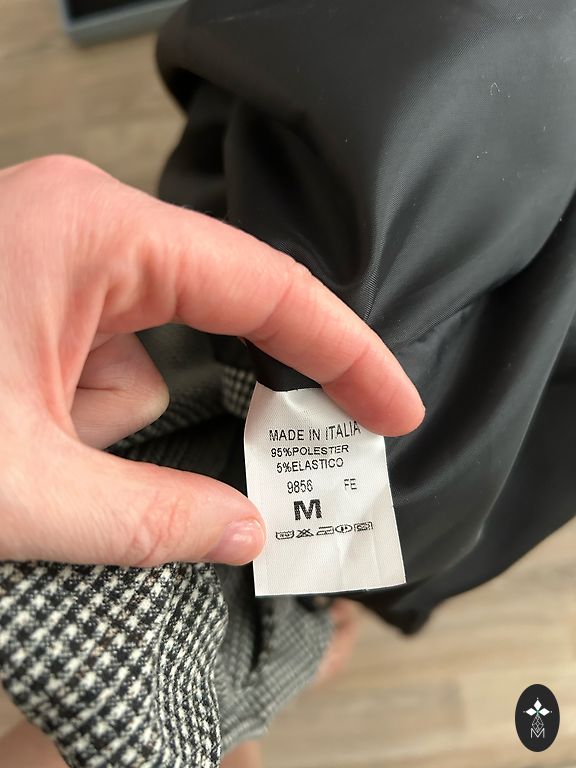 MADE IN ITALIA
95%POLESTER
5%ELASTICO
9856 FE
M
M